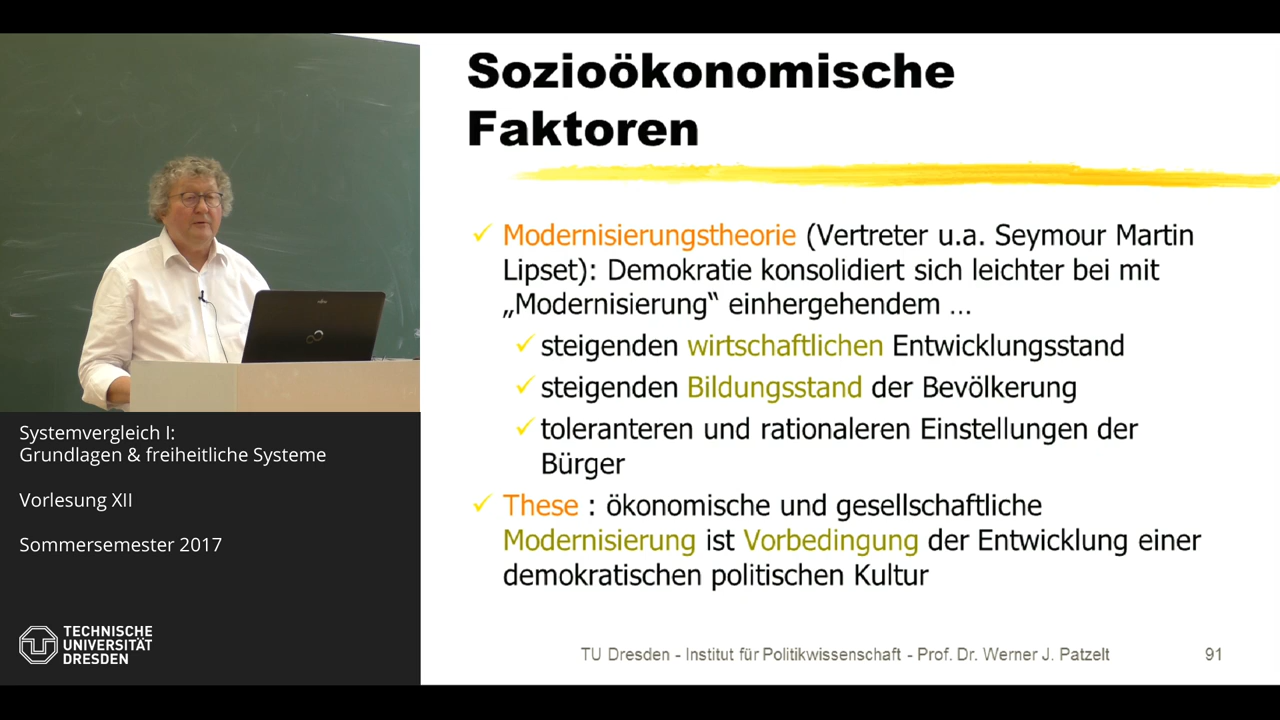 Sozioökonomische
Faktoren
Modernisierungstheorie (Vertreter u.a. Seymour Martin
Lipset): Demokratie konsolidiert sich leichter bei mit
„Modernisierung“ einhergehendem ...
steigenden wirtschaftlichen Entwicklungsstand
steigenden Bildungsstand der Bevölkerung
toleranteren und rationaleren Einstellungen der
Bürger
These : ökonomische und gesellschaftliche
Modernisierung ist Vorbedingung der Entwicklung einer
demokratischen politischen Kultur
TU Dresden - Institut für Politikwissenschaft - Prof. Dr. Werner J. Patzelt
91
Systemvergleich I:
Grundlagen & freiheitliche Systeme
Vorlesung XII
Sommersemester 2017
TECHNISCHE
UNIVERSITÄT
DRESDEN